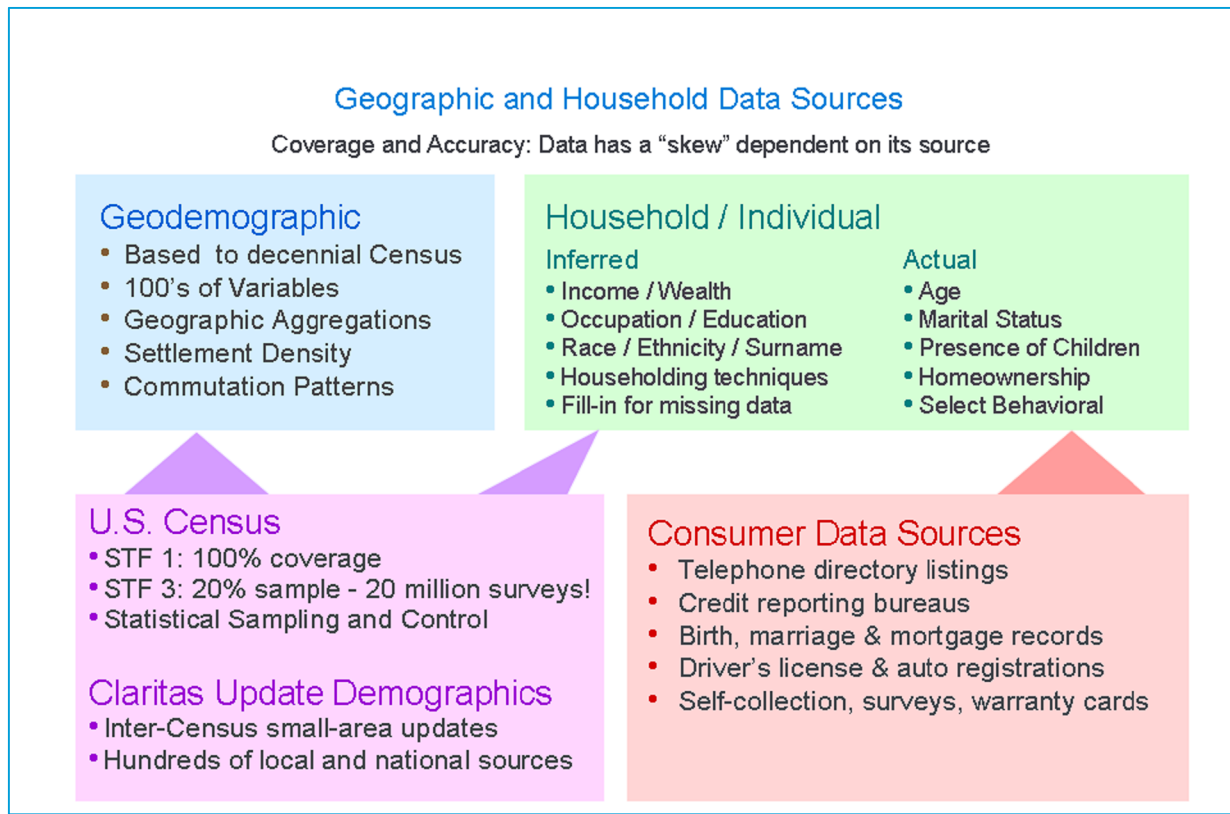 Geographic and Household Data Sources
Coverage and Accuracy: Data has a “skew” dependent on its source
Geodemographic
• Based to decennial Census
• 100’s of Variables
• Geographic Aggregations
• Settlement Density
• Commutation Patterns
Household / Individual
Inferred
• Income / Wealth
• Occupation / Education
• Race / Ethnicity / Surname
• Householding techniques
• Fill-in for missing data
Actual
• Age
• Marital Status
• Presence of Children
• Homeownership
• Select Behavioral
U.S. Census
• STF 1: 100% coverage
• STF 3: 20% sample - 20 million surveys!
• Statistical Sampling and Control
Claritas Update Demographics
• Inter-Census small-area updates
• Hundreds of local and national sources
Consumer Data Sources
• Telephone directory listings
• Credit reporting bureaus
• Birth, marriage & mortgage records
• Driver’s license & auto registrations
• Self-collection, surveys, warranty cards